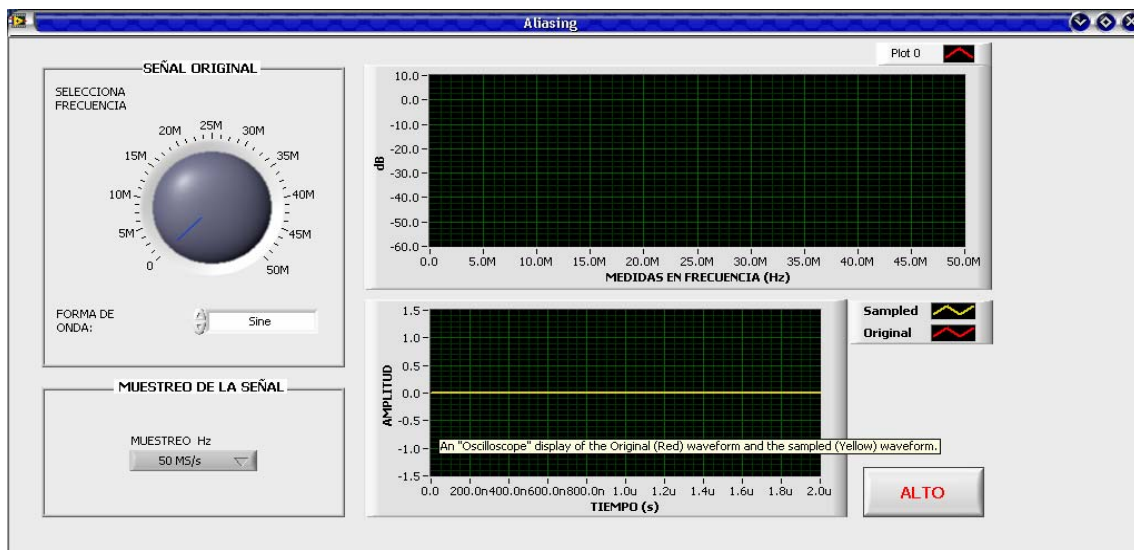 Aliasing
SEÑAL ORIGINAL
SELECCIONA
FRECUENCIA
25M
20M
30M
15M
35M
10M
40M
5M
45M
0
50M
FORMA DE
ONDA:
Sine
MUESTREO DE LA SEÑAL
MUESTREO Hz
50 MS/s
Plot 0
10.0
0.0
-10.0
-20.0
-30.0
-40.0
-50.0
-60.0
dB
0.0 5.0M 10.0M 15.0M 20.0M 25.0M 30.0M 35.0M 40.0M 45.0M 50.0M
MEDIDAS EN FRECUENCIA (Hz)
Sampled
Original
1.5
1.0
0.5
0.0
-0.5
-1.0
-1.5
AMPLITUD
An "Oscilloscope" display of the Original (Red) waveform and the sampled (Yellow) waveform.
0.0 200.0n400.0n600.0n800.0n 1.0u 1.2u 1.4u 1.6u 1.8u 2.0u
TIEMPO (s)
ALTO